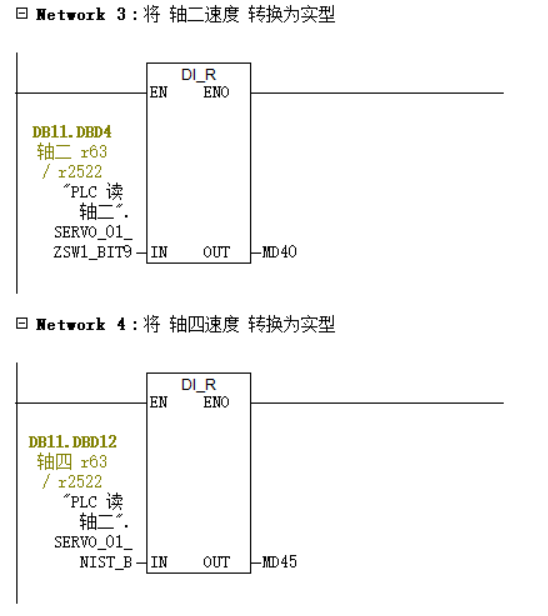 Network 3：将 轴二速度 转换为实型
DI_R
EN ENO
DB11.DBD4
轴二 r63
/ r2522
"PLC 读
轴二".
SERVO_01_
ZSW1_BIT9
IN OUT
MD40
Network 4：将 轴四速度 转换为实型
DI_R
EN ENO
DB11.DBD12
轴四 r63
/ r2522
"PLC 读
轴二".
SERVO_01_
NIST_B
IN OUT
MD45